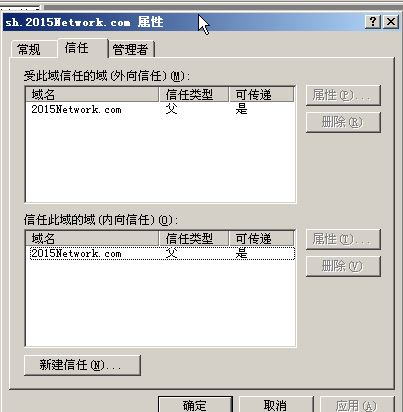 sh.2015Network.com 属性
常规 信任 管理者
受此域信任的域(外向信任)(M):
域名 信任类型 可传递
2015Network.com 父 是
属性(P)...
删除(R)
信任此域的域(内向信任)(O):
域名 信任类型 可传递
2015Network.com 父 是
属性(T)...
删除(V)
新建信任(N)...
确定 取消 应用(A)